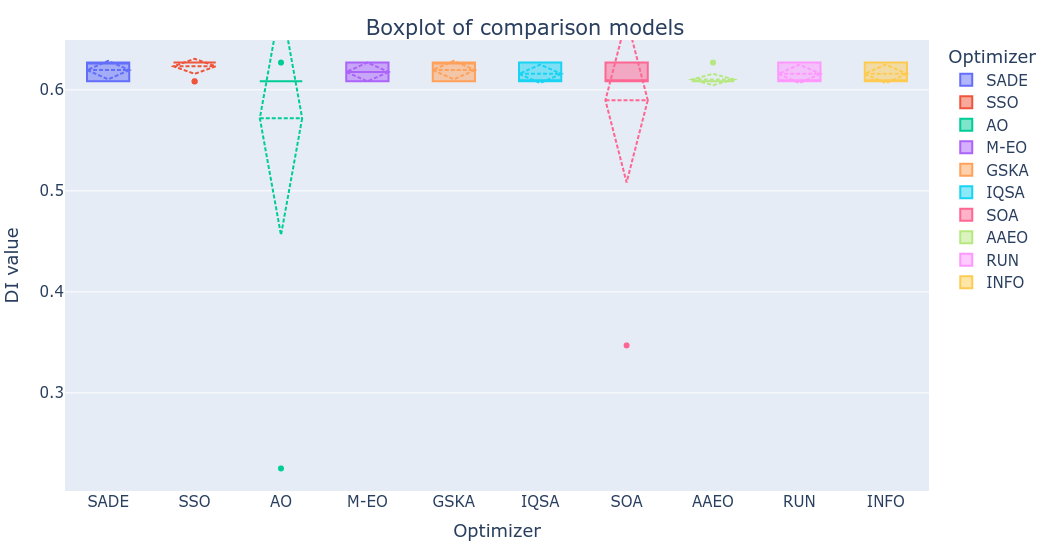 Boxplot of comparison models
DI value
0.6
0.5
0.4
0.3
SADE
SSO
AO
M-EO
GSKA
IQSA
SOA
AAEO
RUN
INFO
Optimizer
Optimizer
SADE
SSO
AO
M-EO
GSKA
IQSA
SOA
AAEO
RUN
INFO